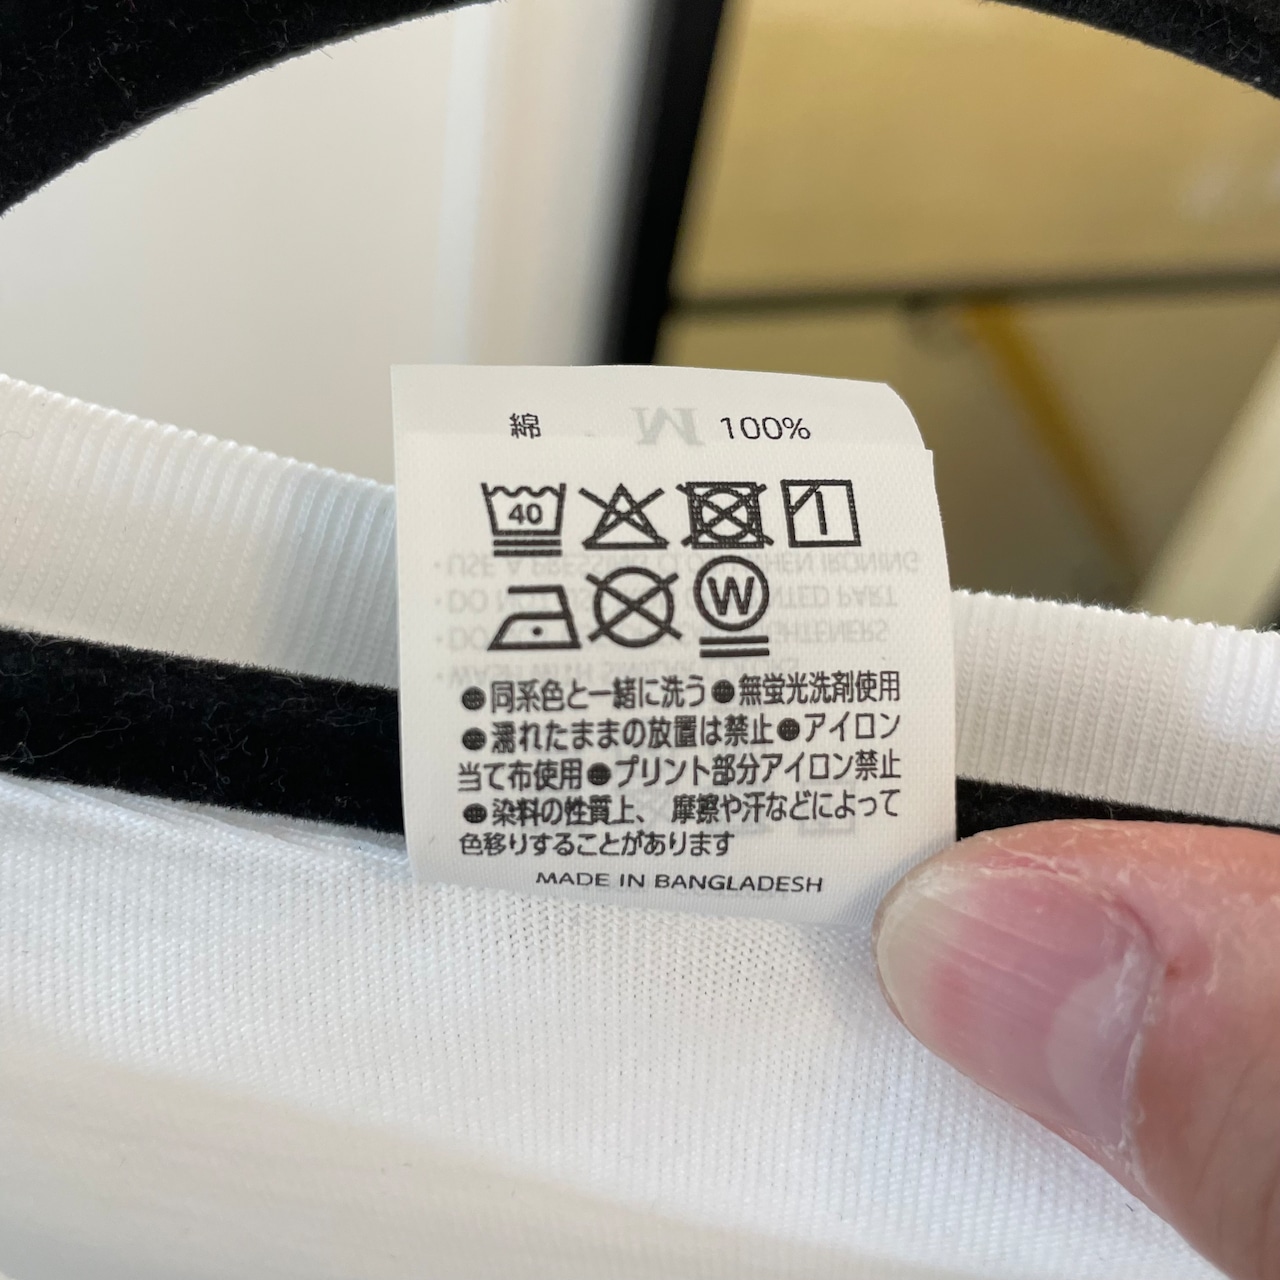 綿 100%
40
W
●同系色と一緒に洗う●無蛍光洗剤使用
●濡れたままの放置は禁止●アイロン
当て布使用●プリント部分アイロン禁止
●染料の性質上、摩擦や汗などによって
色移りすることがあります
MADE IN BANGLADESH